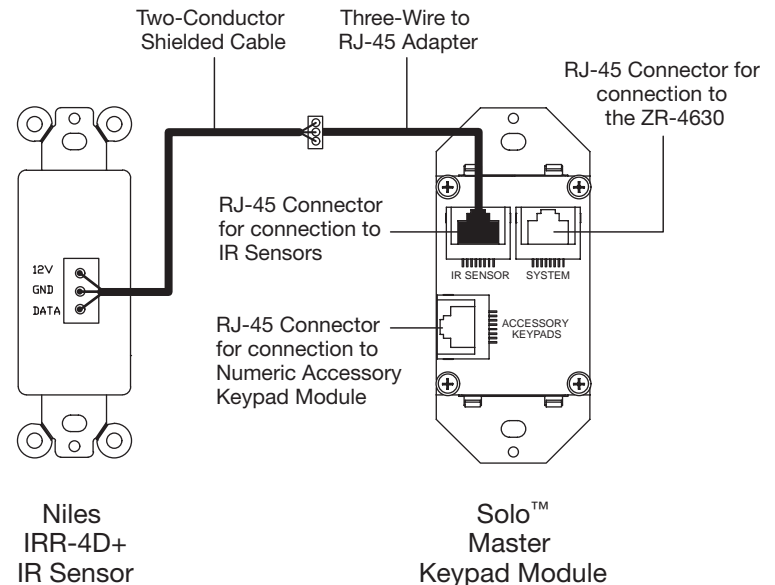 Two-Conductor
Shielded Cable
Three-Wire to
RJ-45 Adapter
RJ-45 Connector for
connection to
the ZR-4630
RJ-45 Connector
for connection to
IR Sensors
12V
GND
DATA
IR SENSOR
SYSTEM
ACCESSORY
KEYPADS
RJ-45 Connector
for connection to
Numeric Accessory
Keypad Module
Niles
IRR-4D+
IR Sensor
Solo™
Master
Keypad Module